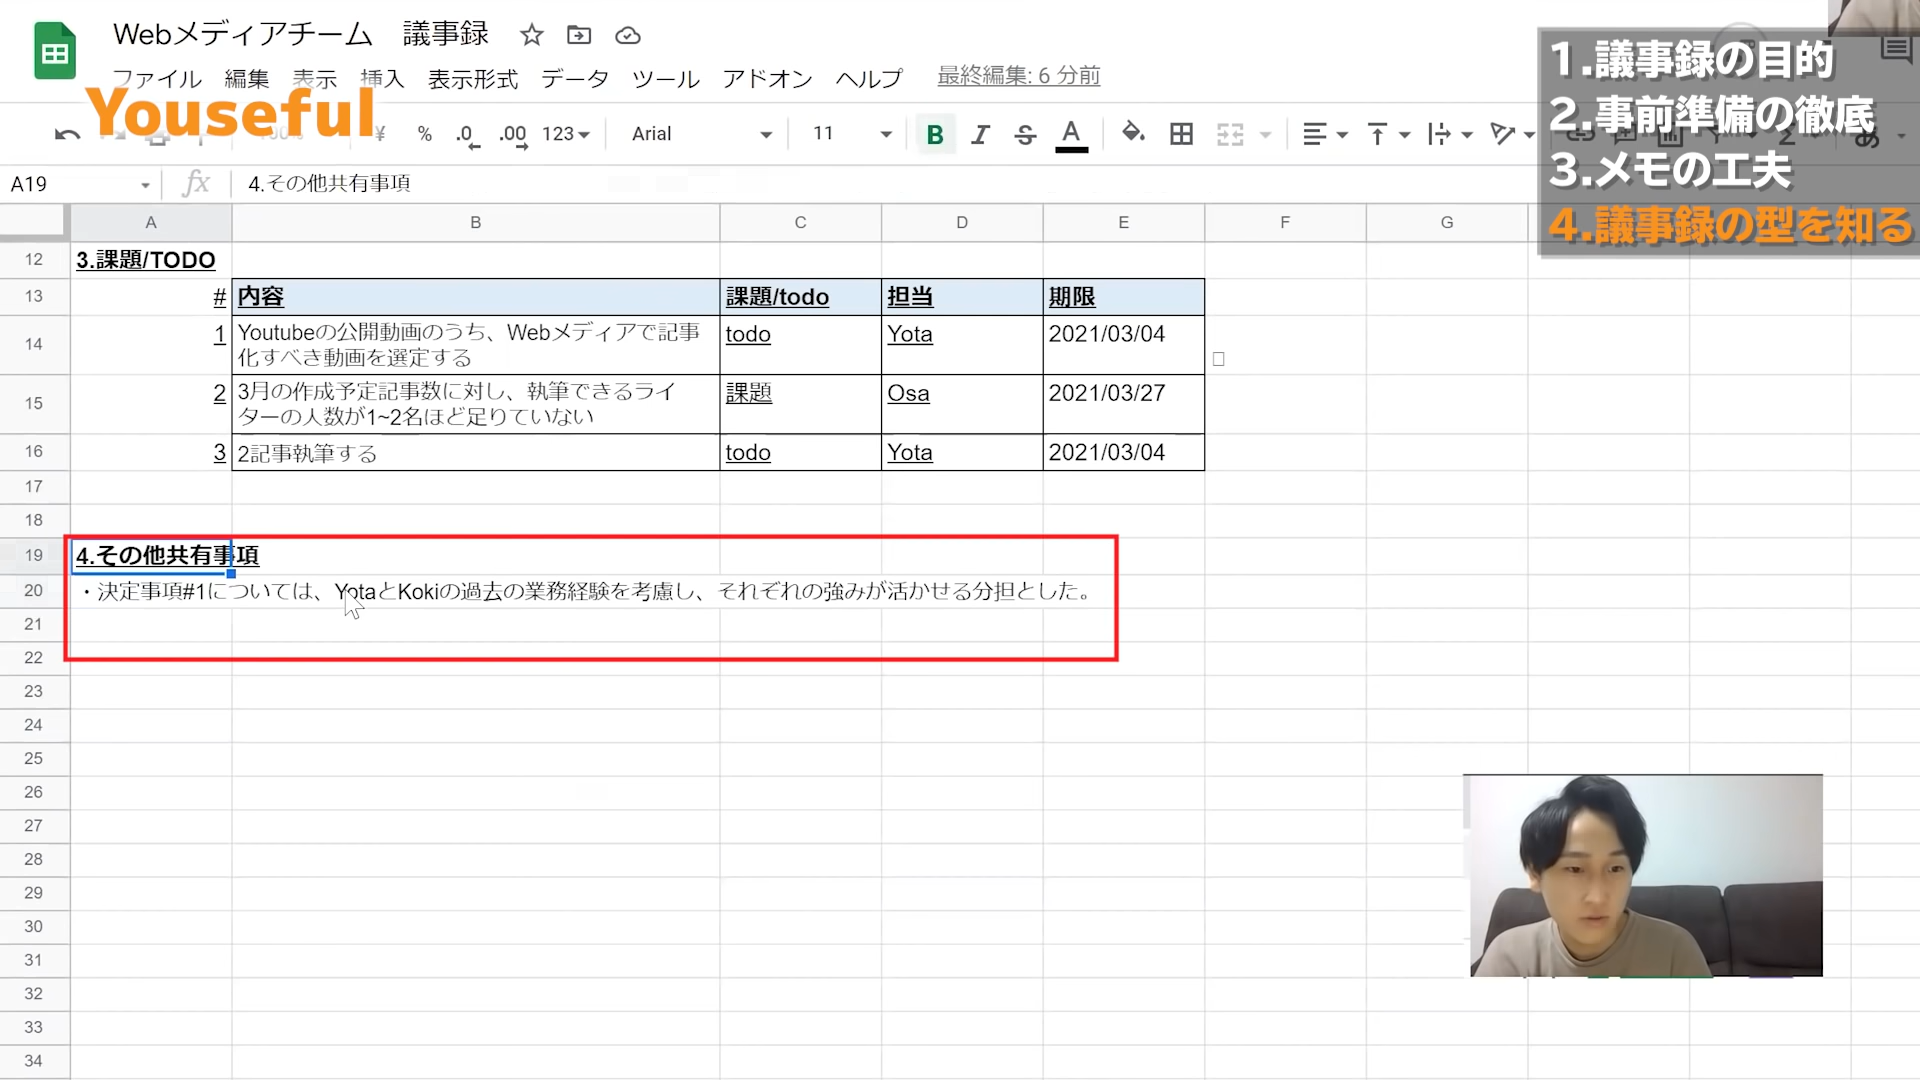 Webメディアチーム 議事録
ファイル 編集 表示 挿入 表示形式 データ ツール アドオン ヘルプ 最終編集: 6 分前
Youseful
% .0 .00 123 Arial 11 B I S A
1.議事録の目的
2.事前準備の徹底
3.メモの工夫
4.議事録の型を知る
A19 fx 4.その他共有事項
A B C D E F G
12 3.課題/TODO
13 # 内容 課題/todo 担当 期限
14 1 Youtubeの公開動画のうち、Webメディアで記事
化すべき動画を選定する todo Yota 2021/03/04
15 2 3月の作成予定記事数に対し、執筆できるライ
ターの人数が1~2名ほど足りていない 課題 Osa 2021/03/27
16 3 2記事執筆する todo Yota 2021/03/04
17
18
19 4.その他共有事項
20 ・決定事項#1については、YotaとKokiの過去の業務経験を考慮し、それぞれの強みが活かせる分担とした。
21
22
23
24
25
26
27
28
29
30
31
32
33
34